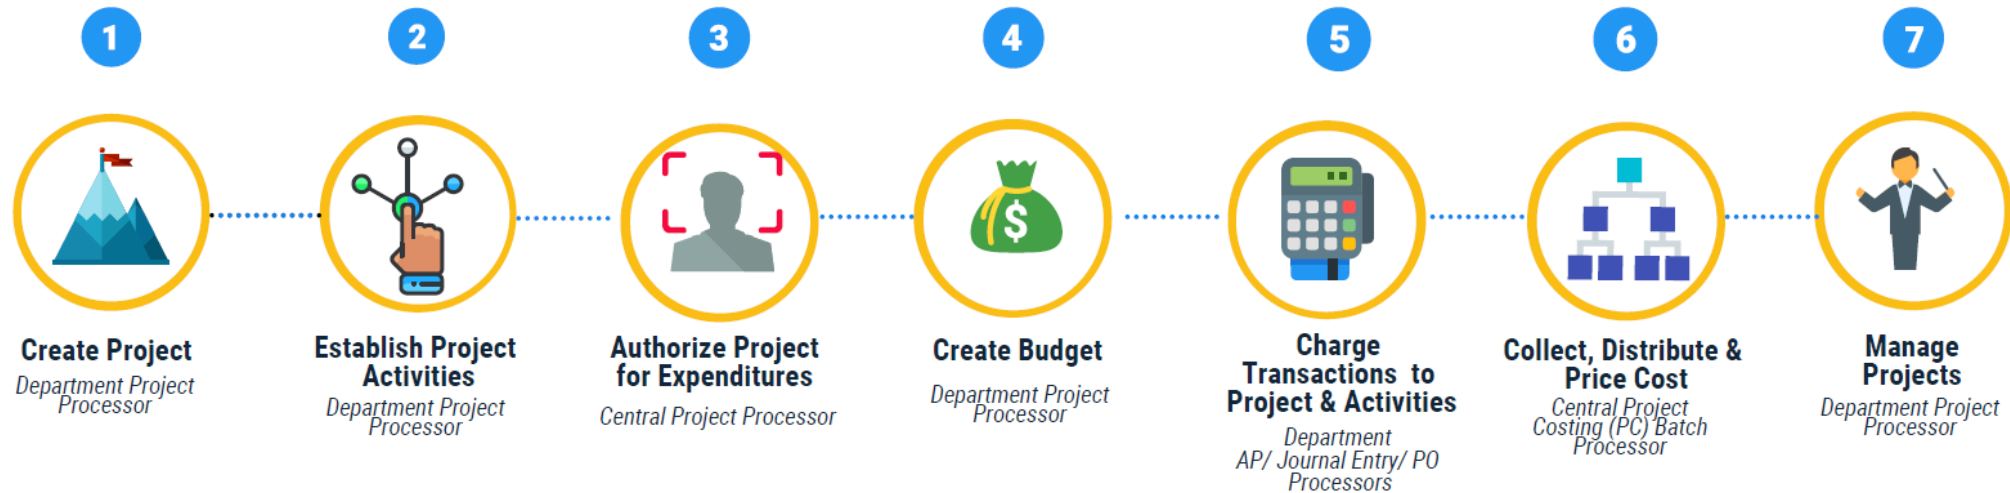 1
2
3
4
5
6
7
$
Create Project
Department Project
Processor
Establish Project
Activities
Department Project
Processor
Authorize Project
for Expenditures
Central Project Processor
Create Budget
Department Project
Processor
Charge
Transactions to
Project & Activities
Department
AP/ Journal Entry/ PO
Processors
Collect, Distribute &
Price Cost
Central Project
Costing (PC) Batch
Processor
Manage
Projects
Department Project
Processor